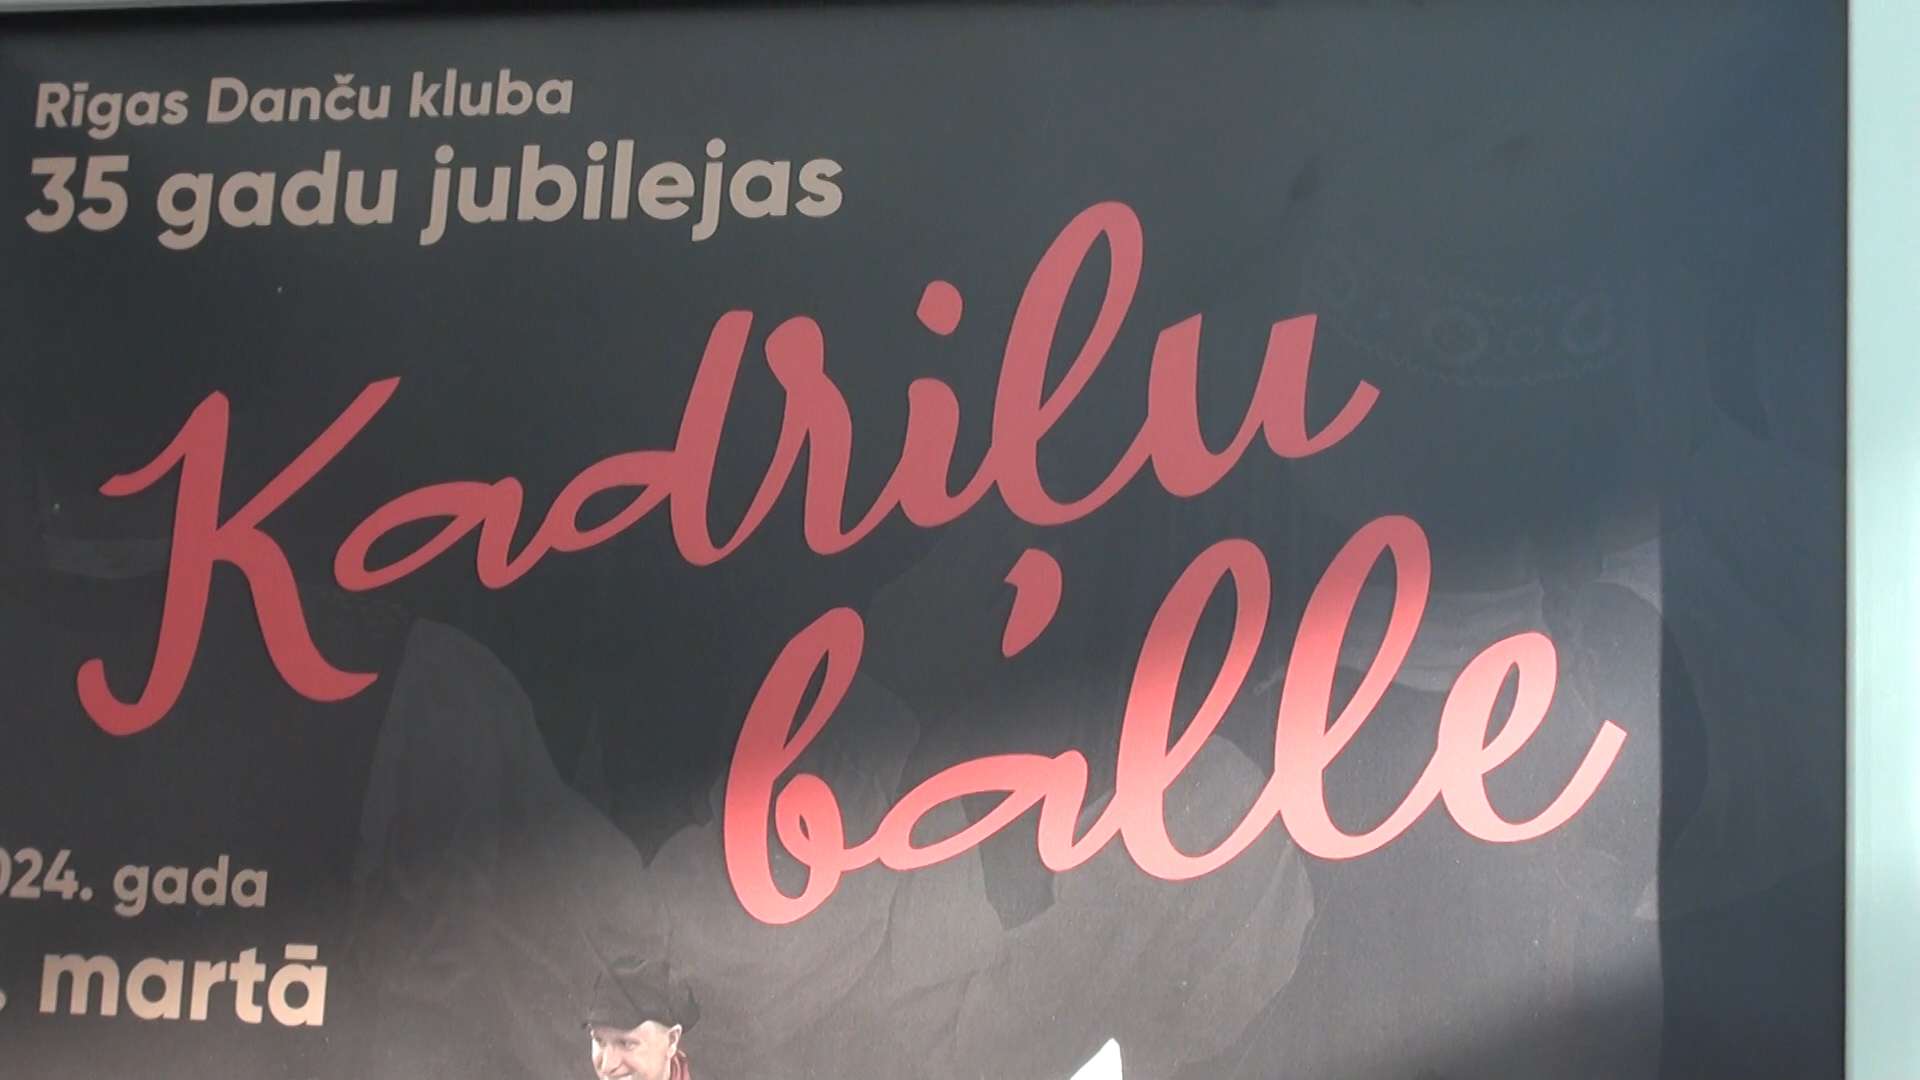 Rīgas Danču kluba
35 gadu jubilejas
Kadriļu
balle
024. gada
. martā